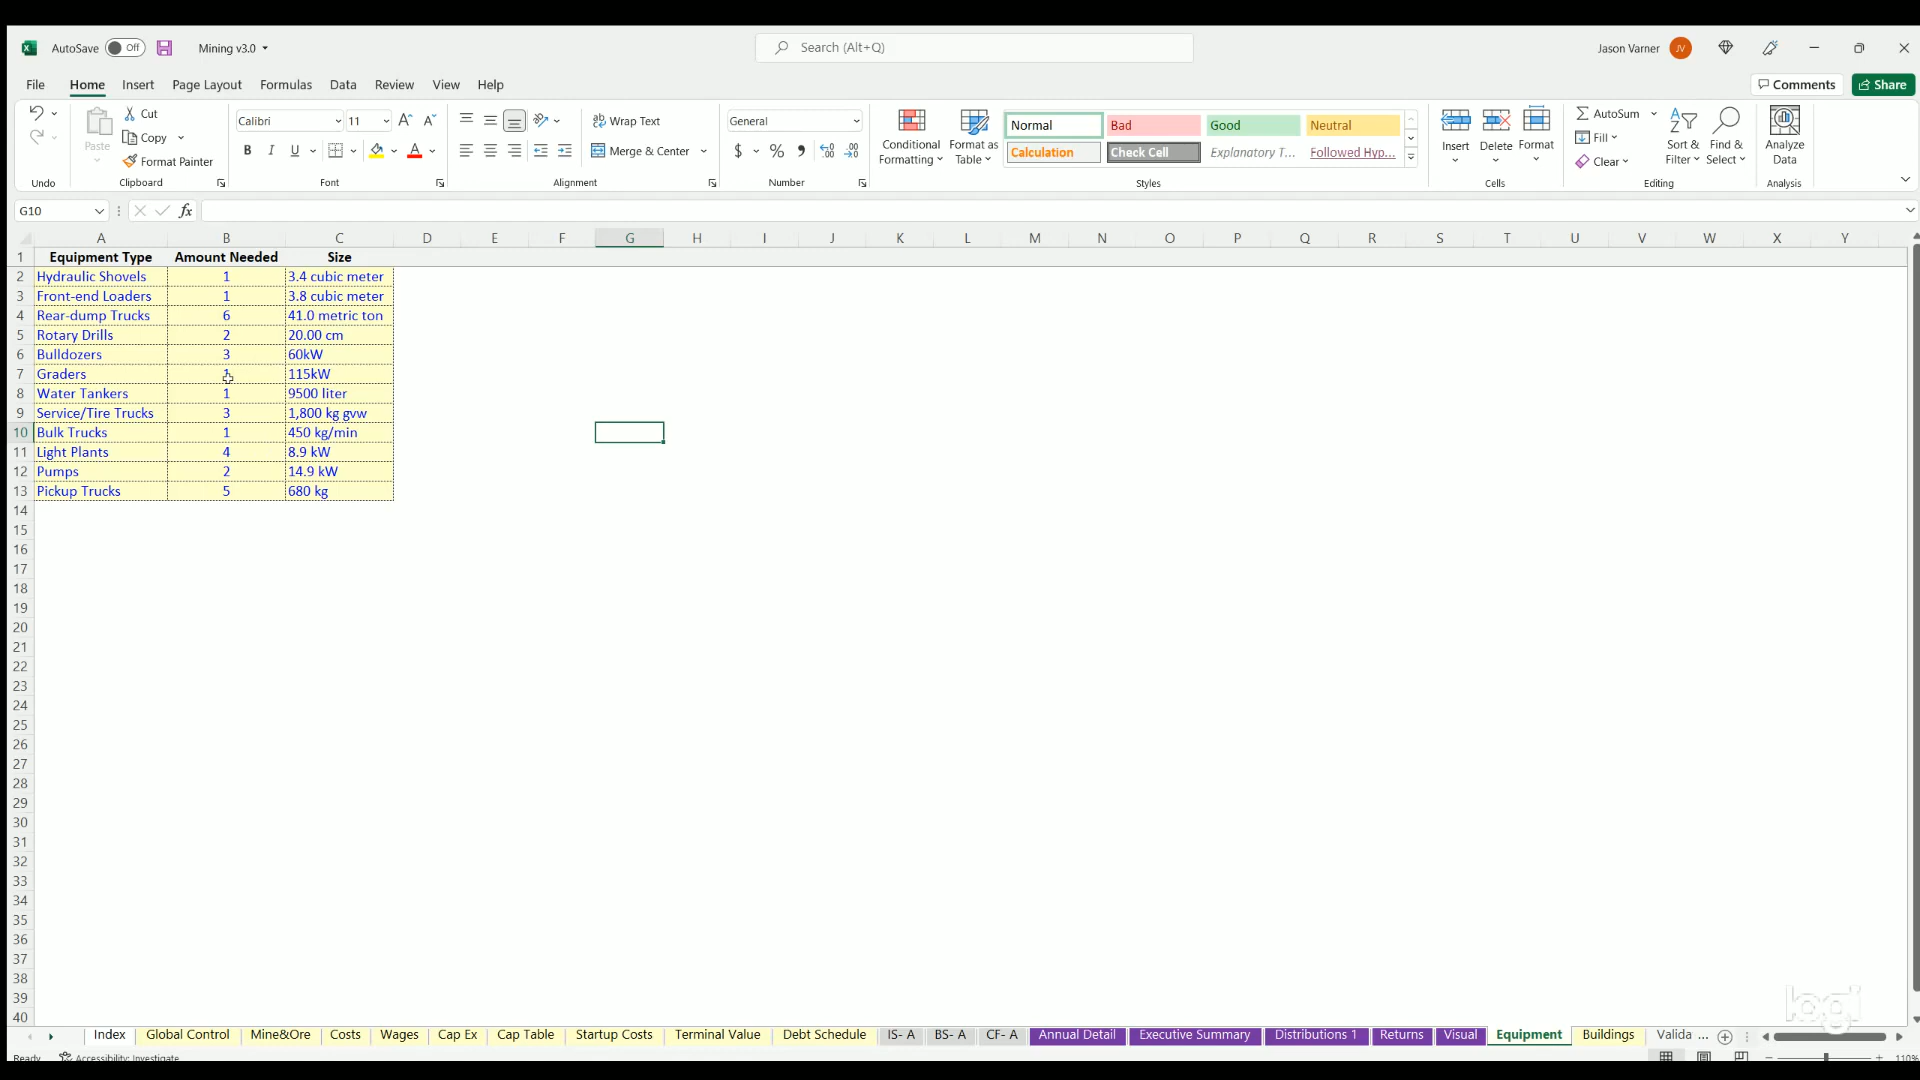 AutoSave Off Mining v3.0 Search (Alt+Q) Jason Varner JV
File Home Insert Page Layout Formulas Data Review View Help Comments Share
Undo
Paste
Cut
Copy
Format Painter
Clipboard
Calibri 11
B I U
Font
Wrap Text
Merge & Center
Alignment
General
$ % ,
Number
Conditional Formatting
Format as Table
Normal Bad Good Neutral
Calculation Check Cell Explanatory T... Followed Hyp...
Styles
Insert Delete Format
Cells
AutoSum
Fill
Clear
Sort & Filter
Find & Select
Editing
Analyze Data
Analysis
G10 fx
A B C D E F G H I J K L M N O P Q R S T U V W X Y
1 Equipment Type Amount Needed Size
2 Hydraulic Shovels 1 3.4 cubic meter
3 Front-end Loaders 1 3.8 cubic meter
4 Rear-dump Trucks 6 41.0 metric ton
5 Rotary Drills 2 20.00 cm
6 Bulldozers 3 60kW
7 Graders 1 115kW
8 Water Tankers 1 9500 liter
9 Service/Tire Trucks 3 1,800 kg gvw
10 Bulk Trucks 1 450 kg/min
11 Light Plants 4 8.9 kW
12 Pumps 2 14.9 kW
13 Pickup Trucks 5 680 kg
14
15
16
17
18
19
20
21
22
23
24
25
26
27
28
29
30
31
32
33
34
35
36
37
38
39
40
logi
Index Global Control Mine&Ore Costs Wages Cap Ex Cap Table Startup Costs Terminal Value Debt Schedule IS- A BS- A CF- A Annual Detail Executive Summary Distributions 1 Returns Visual Equipment Buildings Valida ...
Ready Accessibility: Investigate 110%